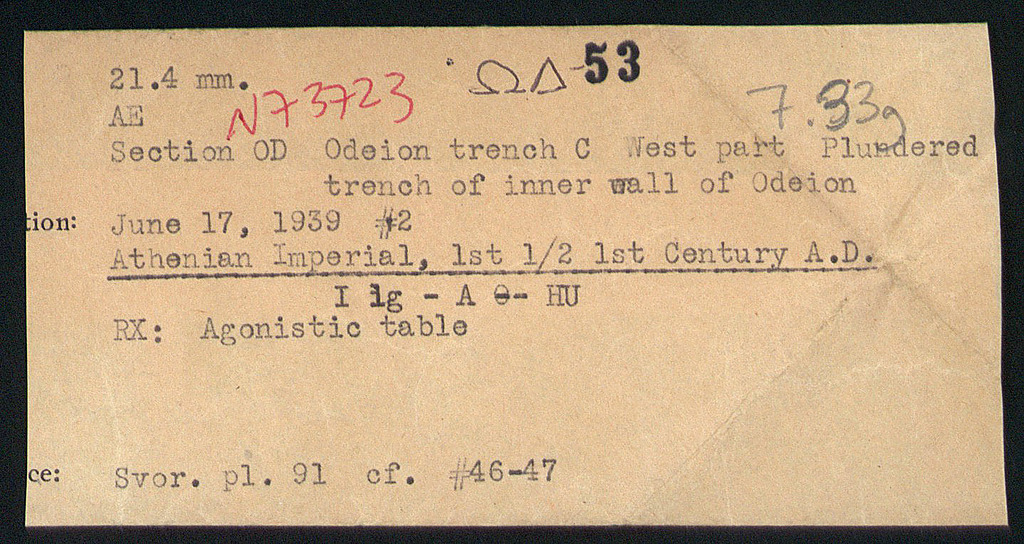 21.4 mm. ΩΔ-53
AE N73723 7.33g
Section OD Odeion trench C West part Plundered
trench of inner wall of Odeion
tion: June 17, 1939 #2
Athenian Imperial, 1st 1/2 1st Century A.D.
I lg - A θ- HU
RX: Agonistic table
ce: Svor. pl. 91 cf. #46-47